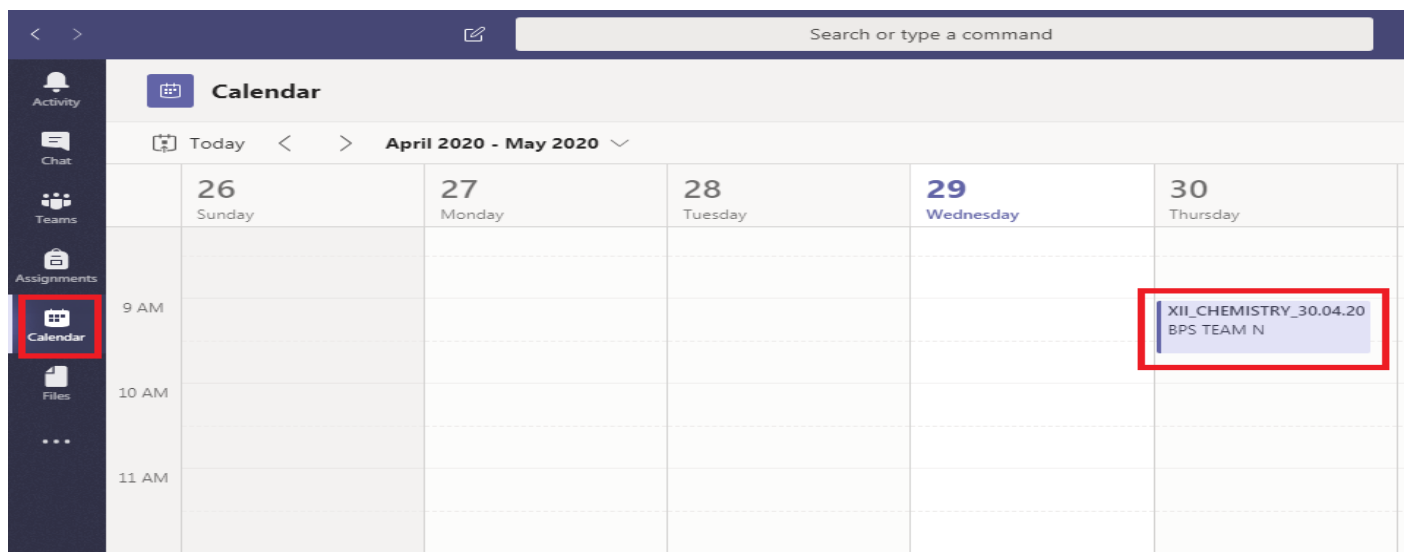 Search or type a command
Activity
Chat
Teams
Assignments
Calendar
Files
Calendar
Today
April 2020 - May 2020
26
Sunday
27
Monday
28
Tuesday
29
Wednesday
30
Thursday
9 AM
XII_CHEMISTRY_30.04.20
BPS TEAM N
10 AM
11 AM